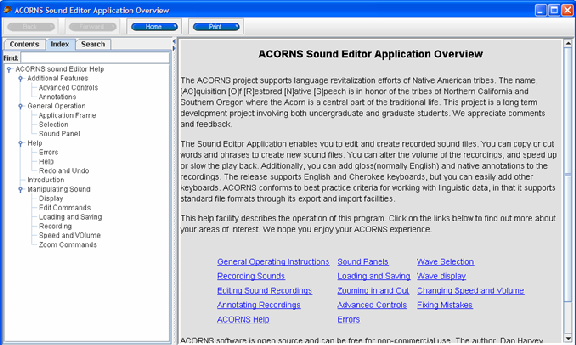 ACORNS Sound Editor Application Overview
Back Forward Home Print
Contents Index Search
find:
ACORNS sound Editor Help
Additional Features
Advanced Controls
Annotations
General Operation
Application Frame
Selection
Sound Panel
Help
Errors
Help
Redo and Undo
Introduction
Manipulating Sound
Display
Edit Commands
Loading and Saving
Recording
Speed and VOlume
Zoom Commands
ACORNS Sound Editor Application Overview
The ACORNS project supports language revitalization efforts of Native American tribes. The name,
[AC]quisition [O]f [R]estored [N]ative [S]peech is in honor of the tribes of Northern California and
Southern Oregon where the Acorn is a central part of the traditional life. This project is a long term
development project involving both undergraduate and graduate students. We appreciate comments
and feedback.
The Sound Editor Application enables you to edit and create recorded sound files. You can copy or cut
words and phrases to create new sound files. You can alter the volume of the recordings, and speed up
or slow the play back. Additionally, you can add gloss(normally English) and native annotations to the
recordings. The release supports English and Cherokee keyboards, but you can easily add other
keyboards. ACORNS conforms to best practice criteria for working with linguistic data, in that it supports
standard file formats through its export and import facilities.
This help facility describes the operation of this program. Click on the links below to find out more about
your areas of interest. We hope you enjoy your ACORNS experience.
General Operating Instructions Sound Panels Wave Selection
Recording Sounds Loading and Saving Wave display
Editing Sound Recordings Zooming in and Out Changing Speed and Volume
Annotating Recordings Advanced Controls Fixing Mistakes
ACORNS Help Errors
ACORNS software is open source and can be free for non-commercial use. The author, Dan Harvey,